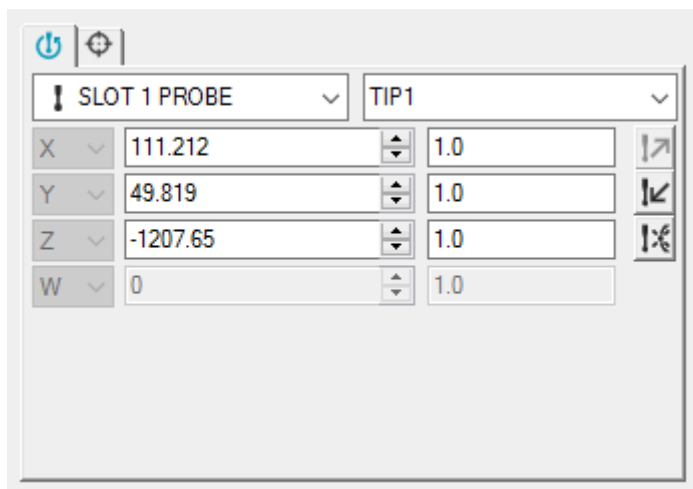 SLOT 1 PROBE TIP1
X 111.212 1.0
Y 49.819 1.0
Z -1207.65 1.0
W 0 1.0